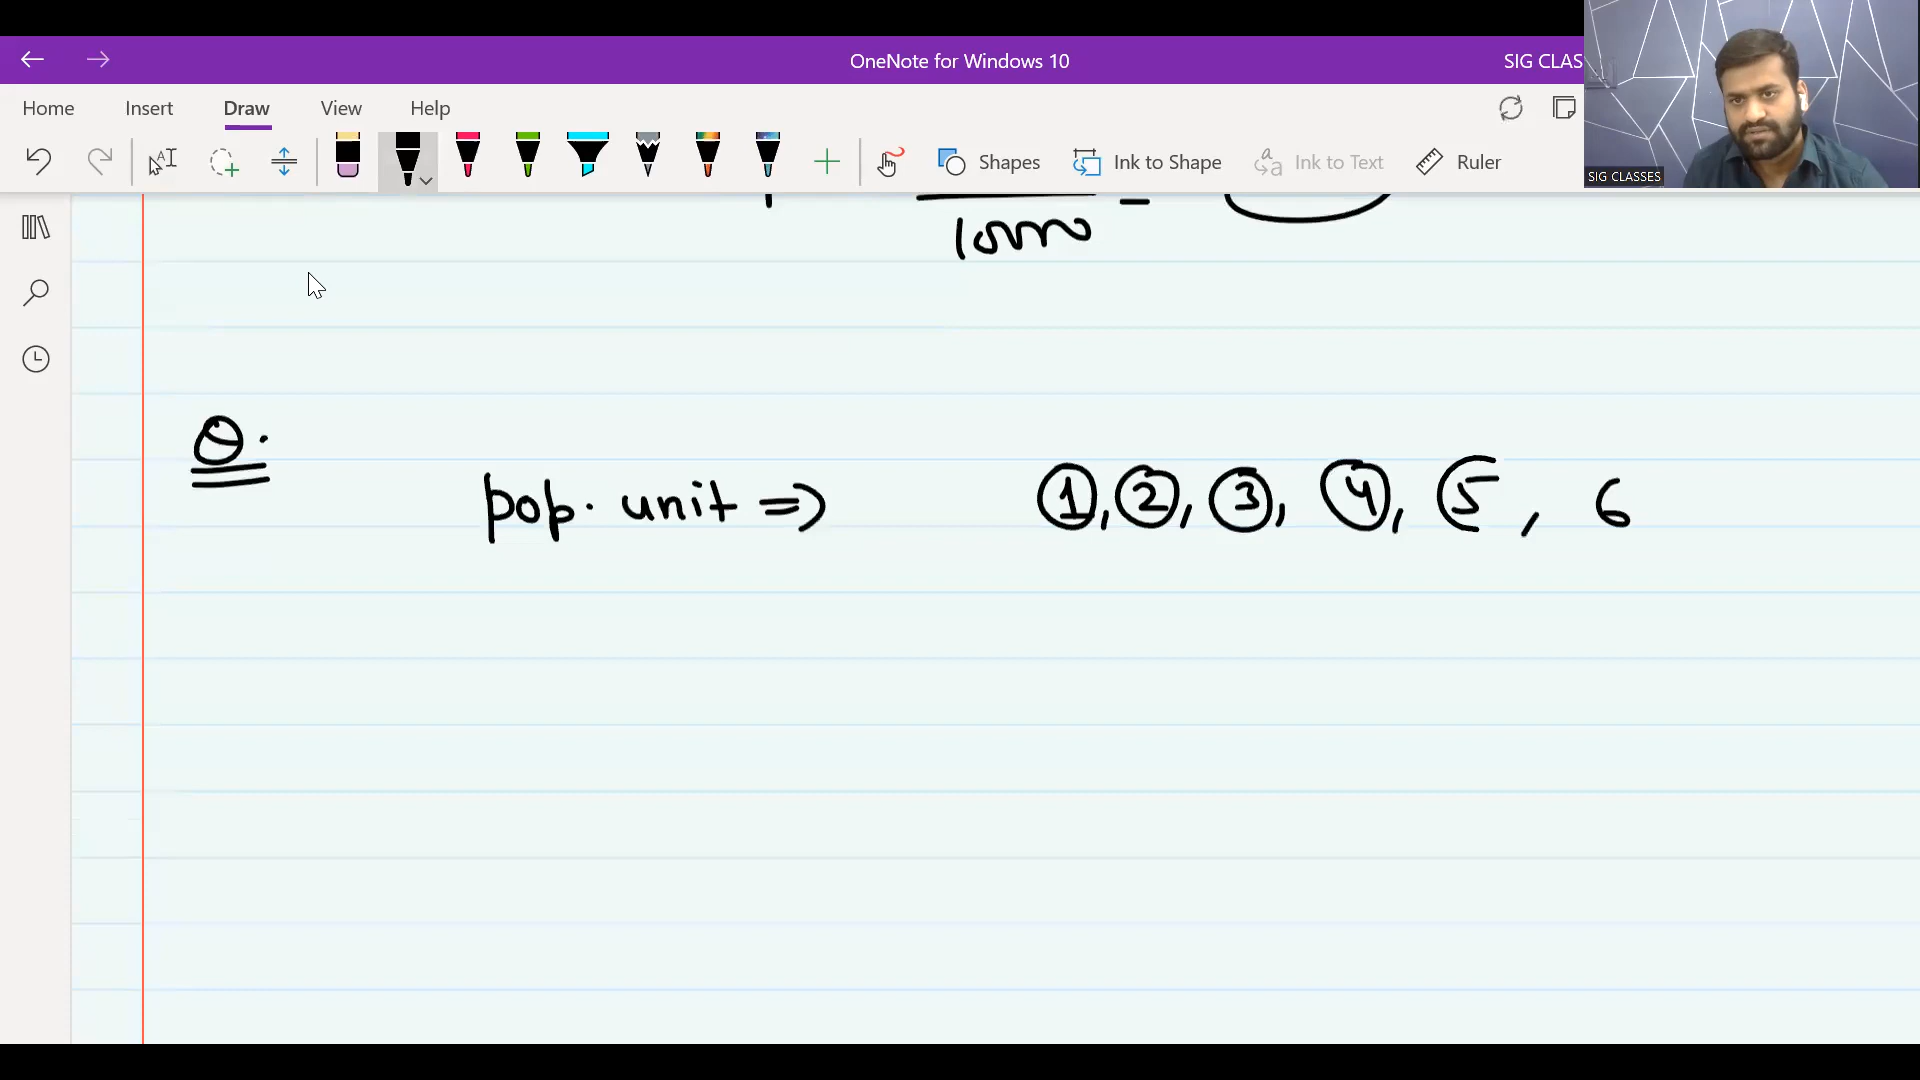 OneNote for Windows 10
SIG CLAS
Home Insert Draw View Help
Shapes Ink to Shape Ink to Text Ruler
SIG CLASSES
Q.
pop. unit => 1, 2, 3, 4, 5, 6